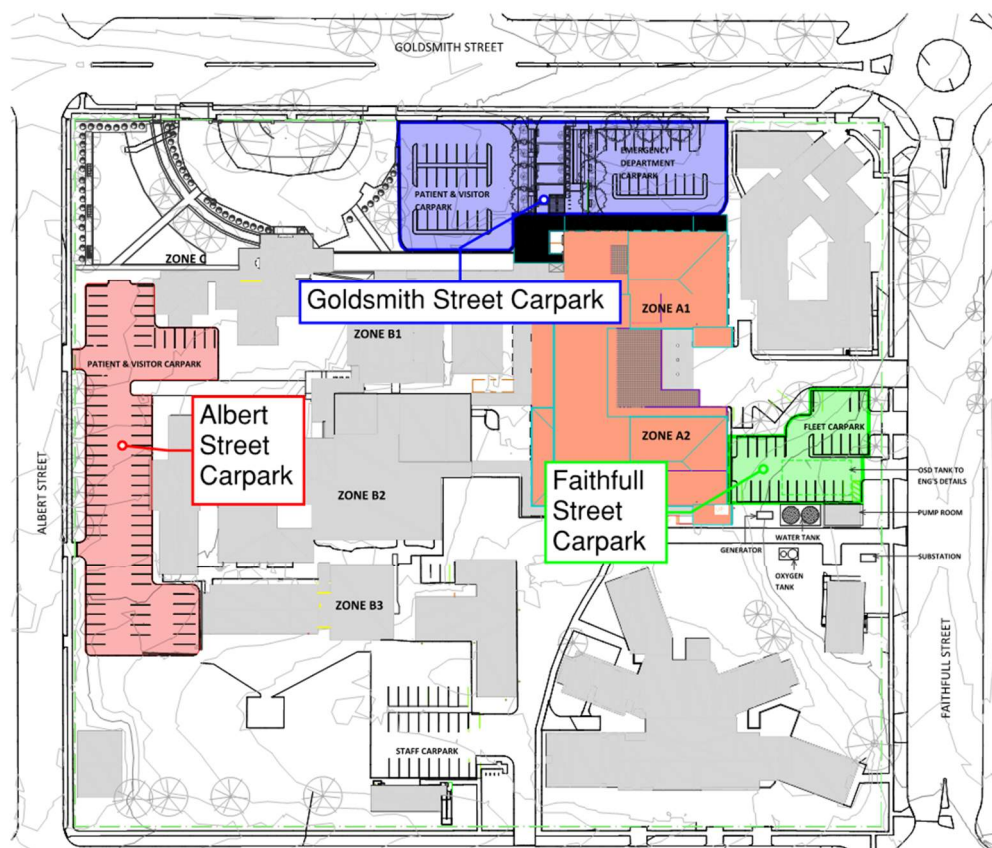 GOLDSMITH STREET
EMERGENCY
DEPARTMENT
CARPARK
PATIENT & VISITOR
CARPARK
ZONE C
Goldsmith Street Carpark
ZONE A1
ZONE B1
PATIENT & VISITOR CARPARK
Albert
Street
Carpark
ALBERT STREET
FLEET CARPARK
ZONE A2
OSD TANK TO
ENG'S DETAILS
Faithfull
Street
Carpark
ZONE B2
PUMP ROOM
WATER TANK
GENERATOR
SUBSTATION
OXYGEN
TANK
ZONE B3
FAITHFULL STREET
STAFF CARPARK